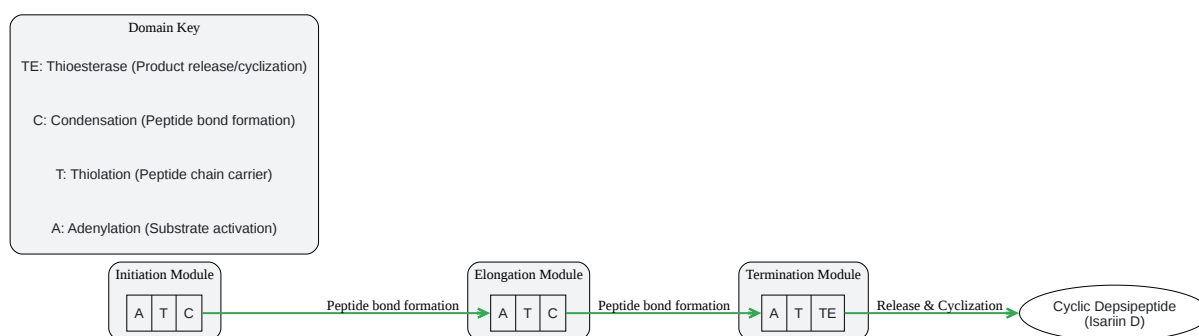 Domain Key
TE: Thioesterase (Product release/cyclization)
C: Condensation (Peptide bond formation)
T: Thiolation (Peptide chain carrier)
A: Adenylation (Substrate activation)
Initiation Module
A T C
Peptide bond formation
Elongation Module
A T C
Peptide bond formation
Termination Module
A T TE
Release & Cyclization
Cyclic Depsipeptide
(Isariin D)